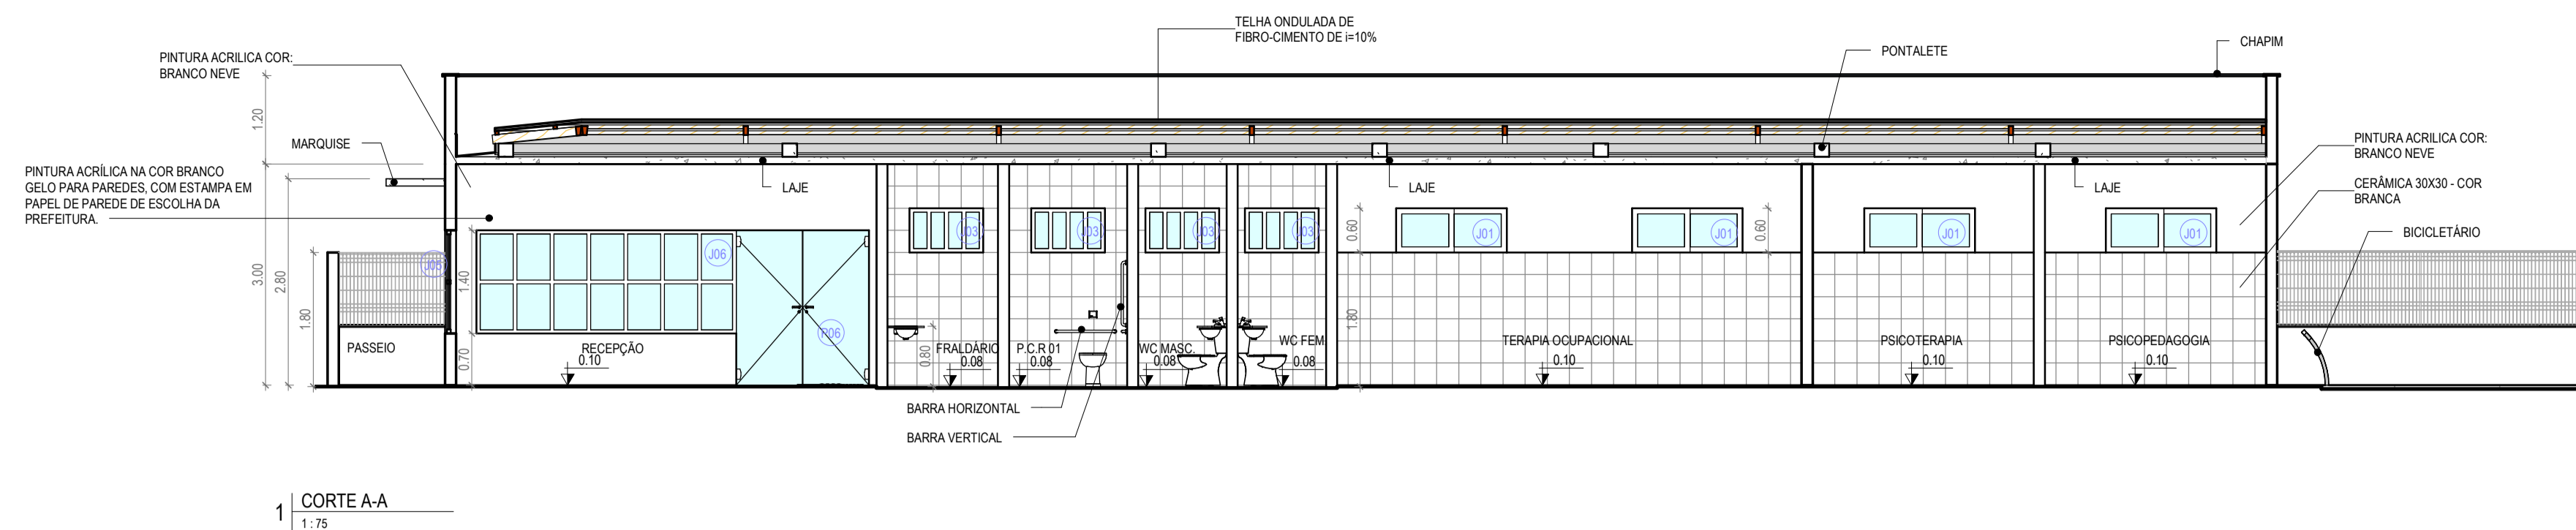 TELHA ONDULADA DE
FIBRO-CIMENTO DE i=10%
CHAPIM
PONTALETE
PINTURA ACRILICA COR:
BRANCO NEVE
1.20
MARQUISE
PINTURA ACRILICA COR:
BRANCO NEVE
PINTURA ACRÍLICA NA COR BRANCO
GELO PARA PAREDES, COM ESTAMPA EM
PAPEL DE PAREDE DE ESCOLHA DA
PREFEITURA.
LAJE
LAJE
LAJE
CERÂMICA 30X30 - COR
BRANCA
BICICLETÁRIO
3.00
2.80
1.80
J05
1.40
0.70
J06
P06
J03
J03
J03
J03
0.60
J01
J01
0.60
J01
J01
0.80
1.80
PASSEIO
RECEPÇÃO
0.10
FRALDÁRIO
0.08
P.C.R 01
0.08
WC MASC.
0.08
WC FEM.
0.08
TERAPIA OCUPACIONAL
0.10
PSICOTERAPIA
0.10
PSICOPEDAGOGIA
0.10
BARRA HORIZONTAL
BARRA VERTICAL
1 CORTE A-A
1 : 75